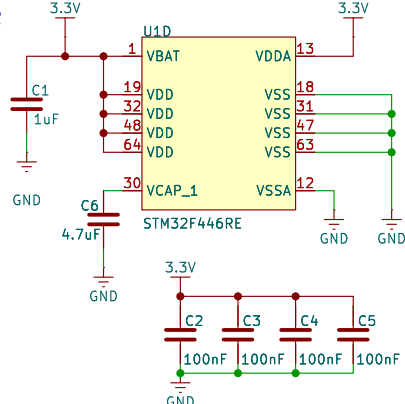 3.3V 3.3V
U1D
1 VBAT VDDA 13
19 VDD VSS 18
32 VDD VSS 31
48 VDD VSS 47
64 VDD VSS 63
30 VCAP_1 VSSA 12
STM32F446RE
C1
1uF
GND
C6
4.7uF
GND
GND GND
3.3V
C2 C3 C4 C5
100nF 100nF 100nF 100nF
GND